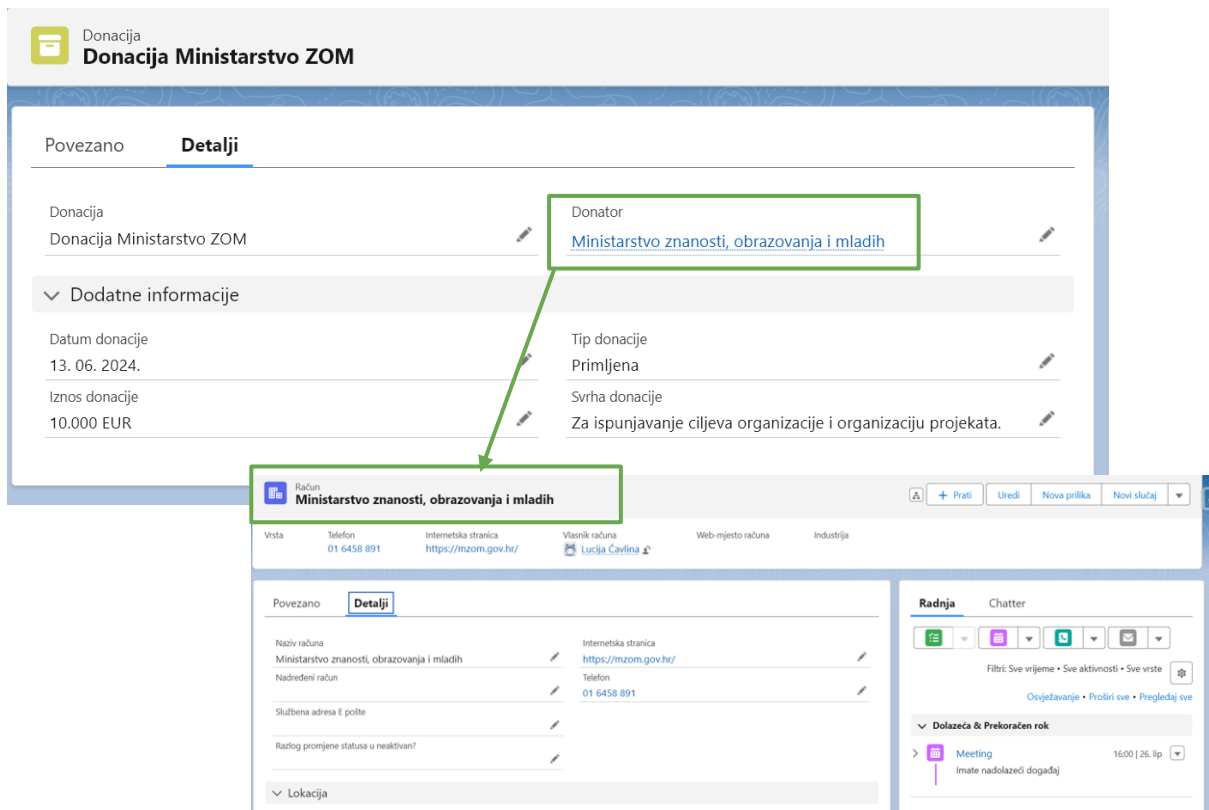 Donacija
Donacija Ministarstvo ZOM
Povezano Detalji
Donacija
Donacija Ministarstvo ZOM
Donator
Ministarstvo znanosti, obrazovanja i mladih
Dodatne informacije
Datum donacije
13. 06. 2024.
Tip donacije
Primljena
Iznos donacije
10.000 EUR
Svrha donacije
Za ispunjavanje ciljeva organizacije i organizaciju projekata.
Račun
Ministarstvo znanosti, obrazovanja i mladih
+ Prati Uredi Nova prilika Novi slučaj
Vrsta
Telefon
01 6458 891
Internetska stranica
https://mzom.gov.hr/
Vlasnik računa
Lucija Čavlina
Web-mjesto računa
Industrija
Povezano Detalji
Naziv računa
Ministarstvo znanosti, obrazovanja i mladih
Internetska stranica
https://mzom.gov.hr/
Nadređeni račun
Telefon
01 6458 891
Službena adresa E pošte
Razlog promjene statusa u neaktivan?
Lokacija
Radnja Chatter
Filtri: Sve vrijeme • Sve aktivnosti • Sve vrste
Osvježavanje • Proširi sve • Pregledaj sve
Dolazeća & Prekoračen rok
Meeting 16:00 | 26. lip
Imate nadolazeći događaj